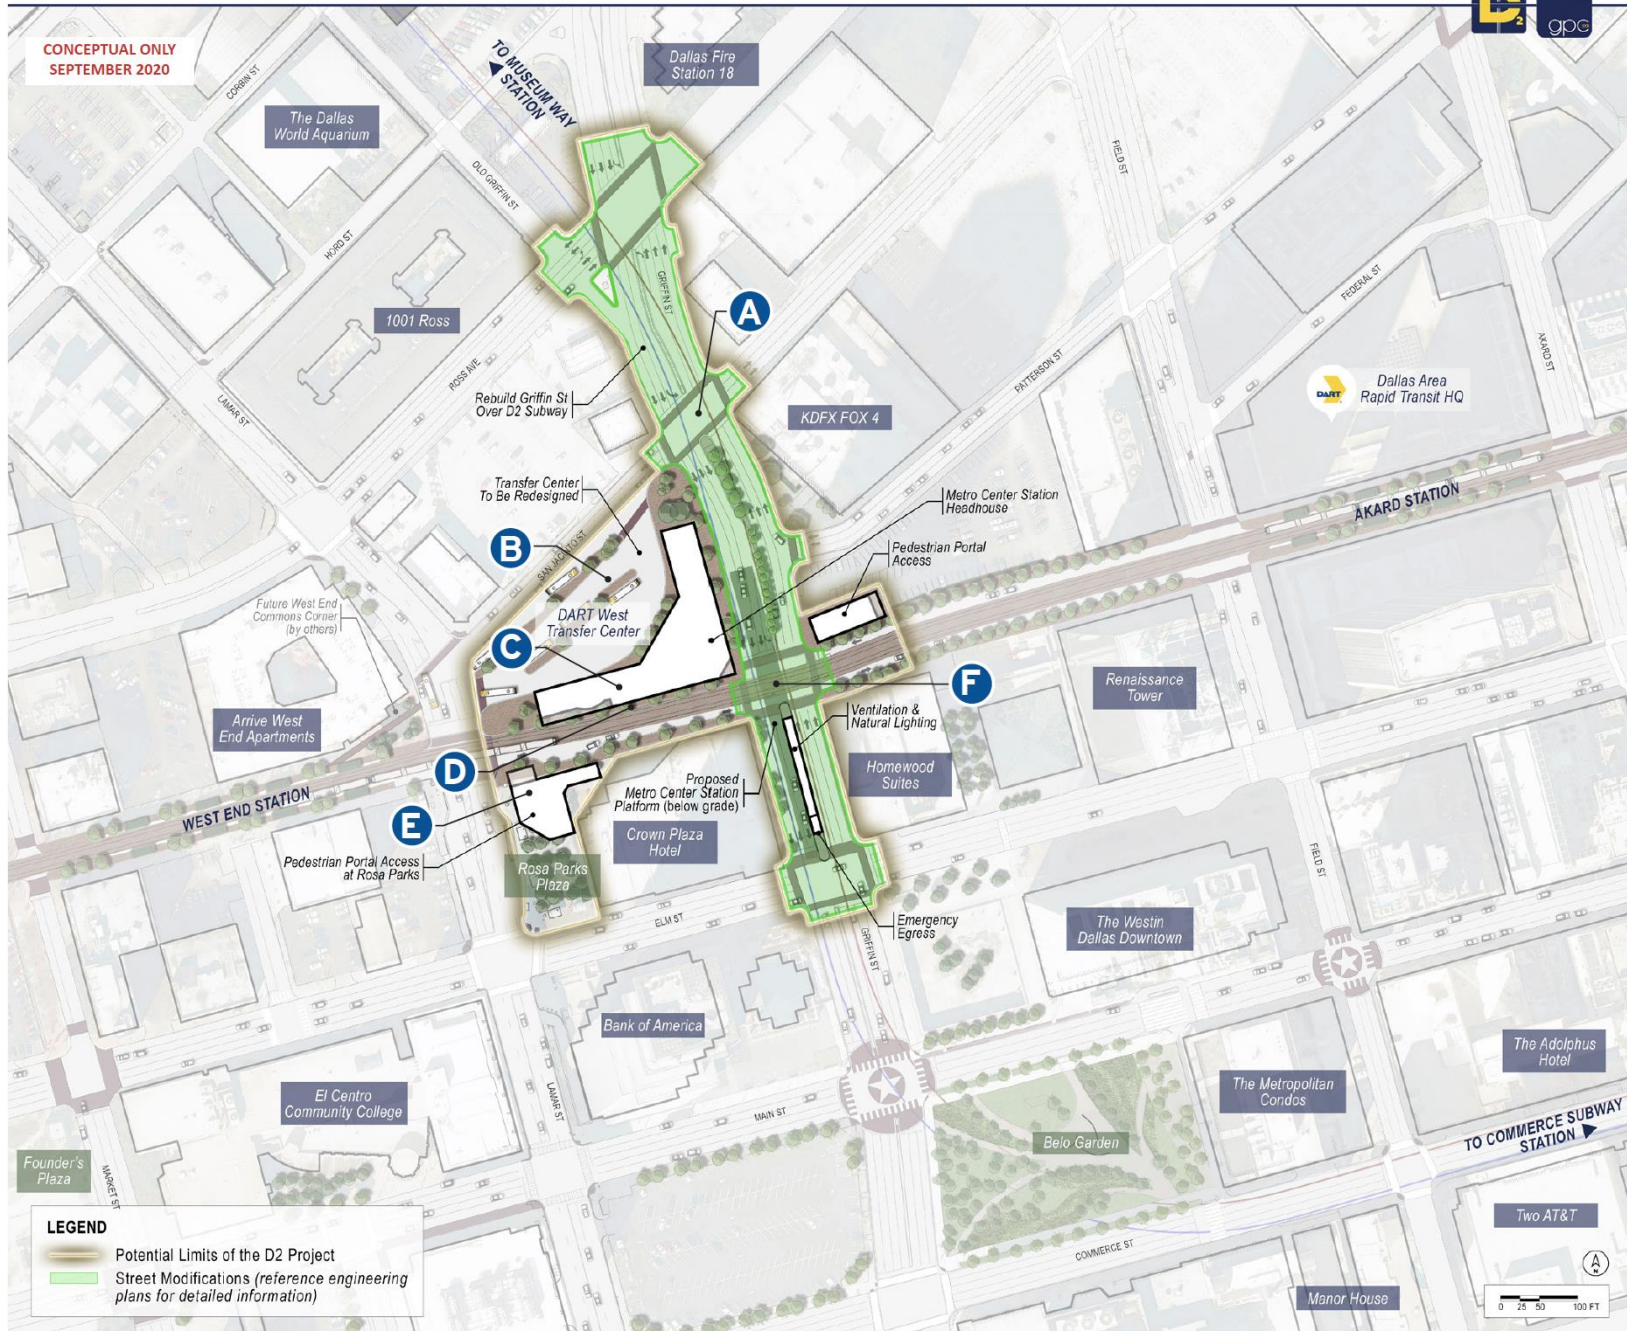 CONCEPTUAL ONLY
SEPTEMBER 2020
D2
gpc
TO MUSEUM WAY
STATION
Dallas Fire
Station 18
CORBIN ST
The Dallas
World Aquarium
OLD GRIFFIN ST
FIELD ST
HORD ST
GRIFFIN ST
FEDERAL ST
1001 Ross
A
ROSS AVE
AKARD ST
PATTERSON ST
DART
Dallas Area
Rapid Transit HQ
Rebuild Griffin St
Over D2 Subway
LAMAR ST
KDFX FOX 4
Transfer Center
To Be Redesigned
Metro Center Station
Headhouse
AKARD STATION
B
SAN JACINTO ST
Pedestrian Portal
Access
Future West End
Commons Corner
(by others)
DART West
Transfer Center
C
F
Renaissance
Tower
Arrive West
End Apartments
Ventilation &
Natural Lighting
D
Homewood
Suites
Proposed
Metro Center Station
Platform (below grade)
WEST END STATION
E
Crown Plaza
Hotel
Pedestrian Portal Access
at Rosa Parks
Rosa Parks
Plaza
FIELD ST
ELM ST
Emergency
Egress
The Westin
Dallas Downtown
GRIFFIN ST
Bank of America
The Adolphus
Hotel
El Centro
Community College
LAMAR ST
MAIN ST
The Metropolitan
Condos
Belo Garden
TO COMMERCE SUBWAY
STATION
Founder's
Plaza
MARKET ST
Two AT&T
COMMERCE ST
LEGEND
Potential Limits of the D2 Project
Street Modifications (reference engineering
plans for detailed information)
Manor House
N
0 25 50 100 FT